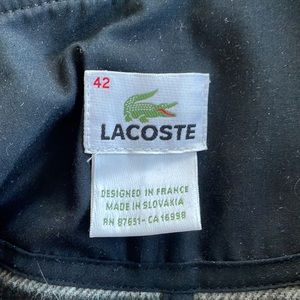 42
LACOSTE
DESIGNED IN FRANCE
MADE IN SLOVAKIA
RN 87651-CA 16998